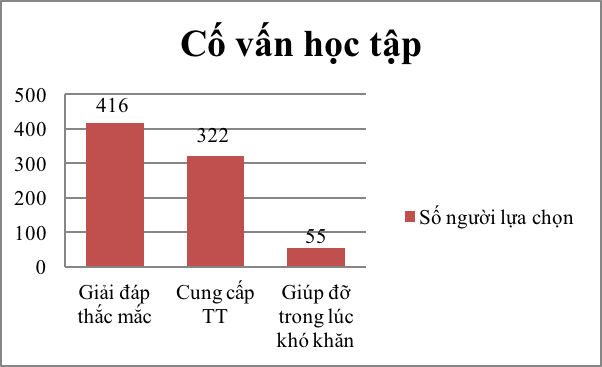 Cố vấn học tập
500
400
300
200
100
0
416
322
55
Giải đáp
thắc mắc
Cung cấp
TT
Giúp đỡ
trong lúc
khó khăn
Số người lựa chọn